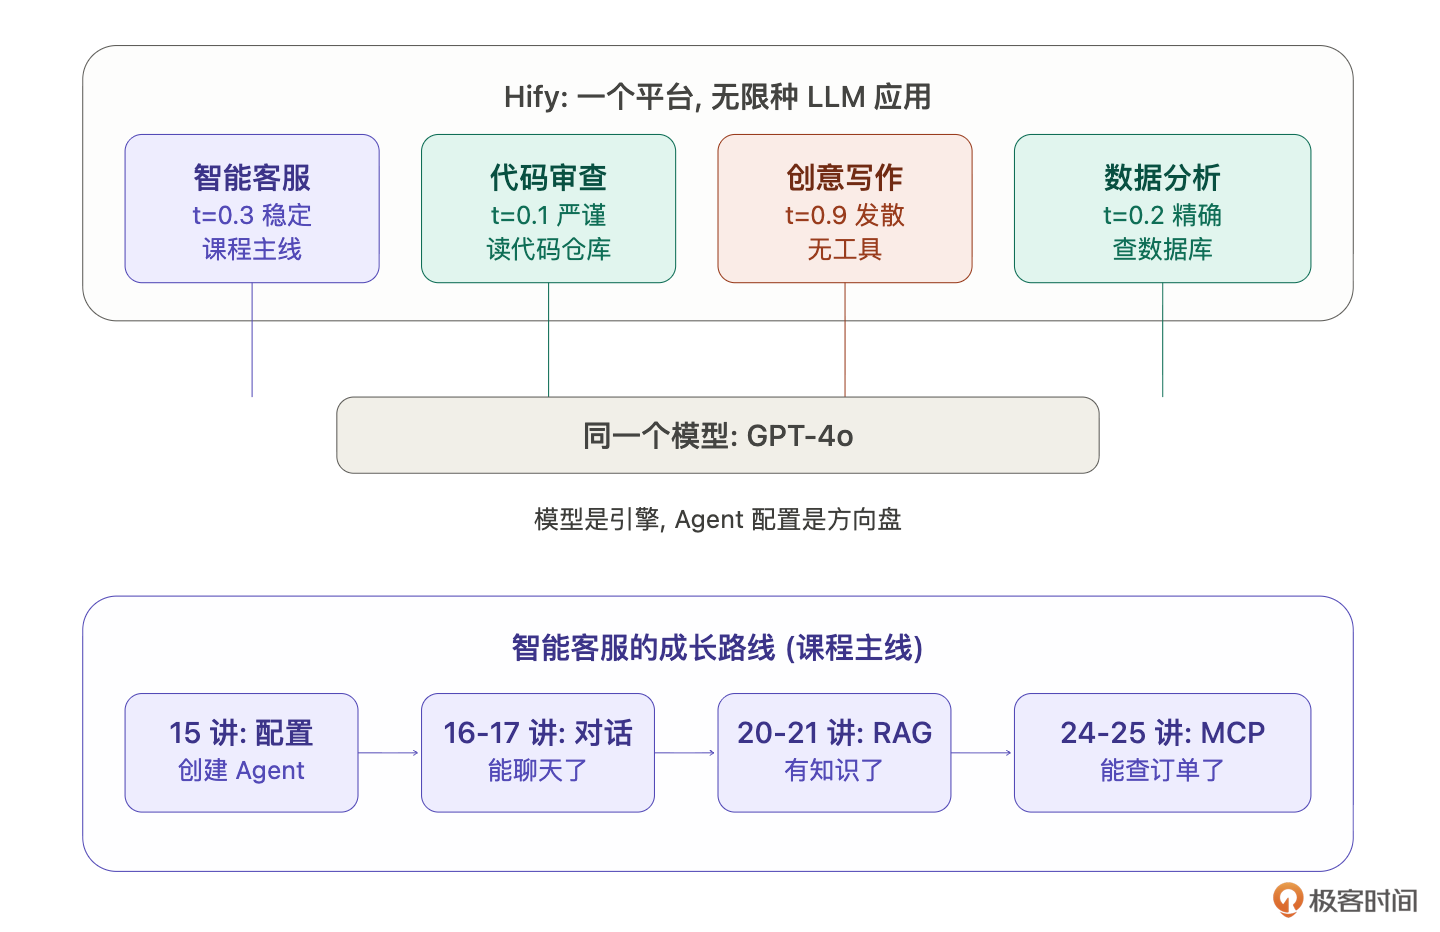 Hify: 一个平台, 无限种 LLM 应用
智能客服
t=0.3 稳定
课程主线
代码审查
t=0.1 严谨
读代码仓库
创意写作
t=0.9 发散
无工具
数据分析
t=0.2 精确
查数据库
同一个模型: GPT-4o
模型是引擎, Agent 配置是方向盘
智能客服的成长路线 (课程主线)
15 讲: 配置
创建 Agent
16-17 讲: 对话
能聊天了
20-21 讲: RAG
有知识了
24-25 讲: MCP
能查订单了
极客时间